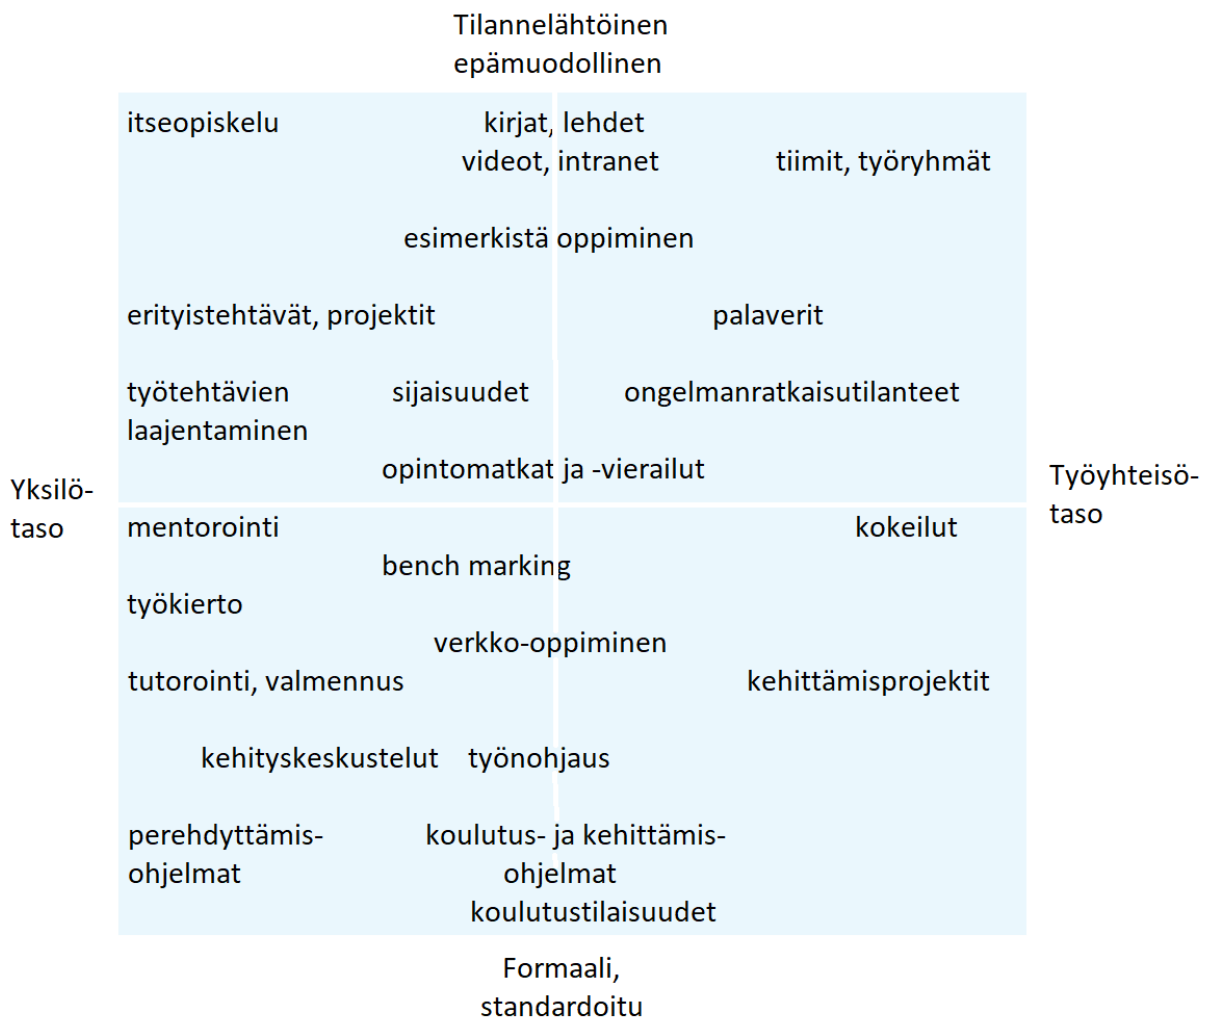 Tilannelähtöinen
epämuodollinen
itseopiskelu
kirjat, lehdet
videot, intranet
tiimit, työryhmät
esimerkistä oppiminen
erityistehtävät, projektit
palaverit
työtehtävien
laajentaminen
sijaisuudet
ongelmanratkaisutilanteet
opintomatkat ja -vierailut
Yksilö-
taso
Työyhteisö-
taso
mentorointi
kokeilut
bench marking
työkierto
verkko-oppiminen
tutorointi, valmennus
kehittämisprojektit
kehityskeskustelut
työnohjaus
perehdyttämis-
ohjelmat
koulutus- ja kehittämis-
ohjelmat
koulutustilaisuudet
Formaali,
standardoitu